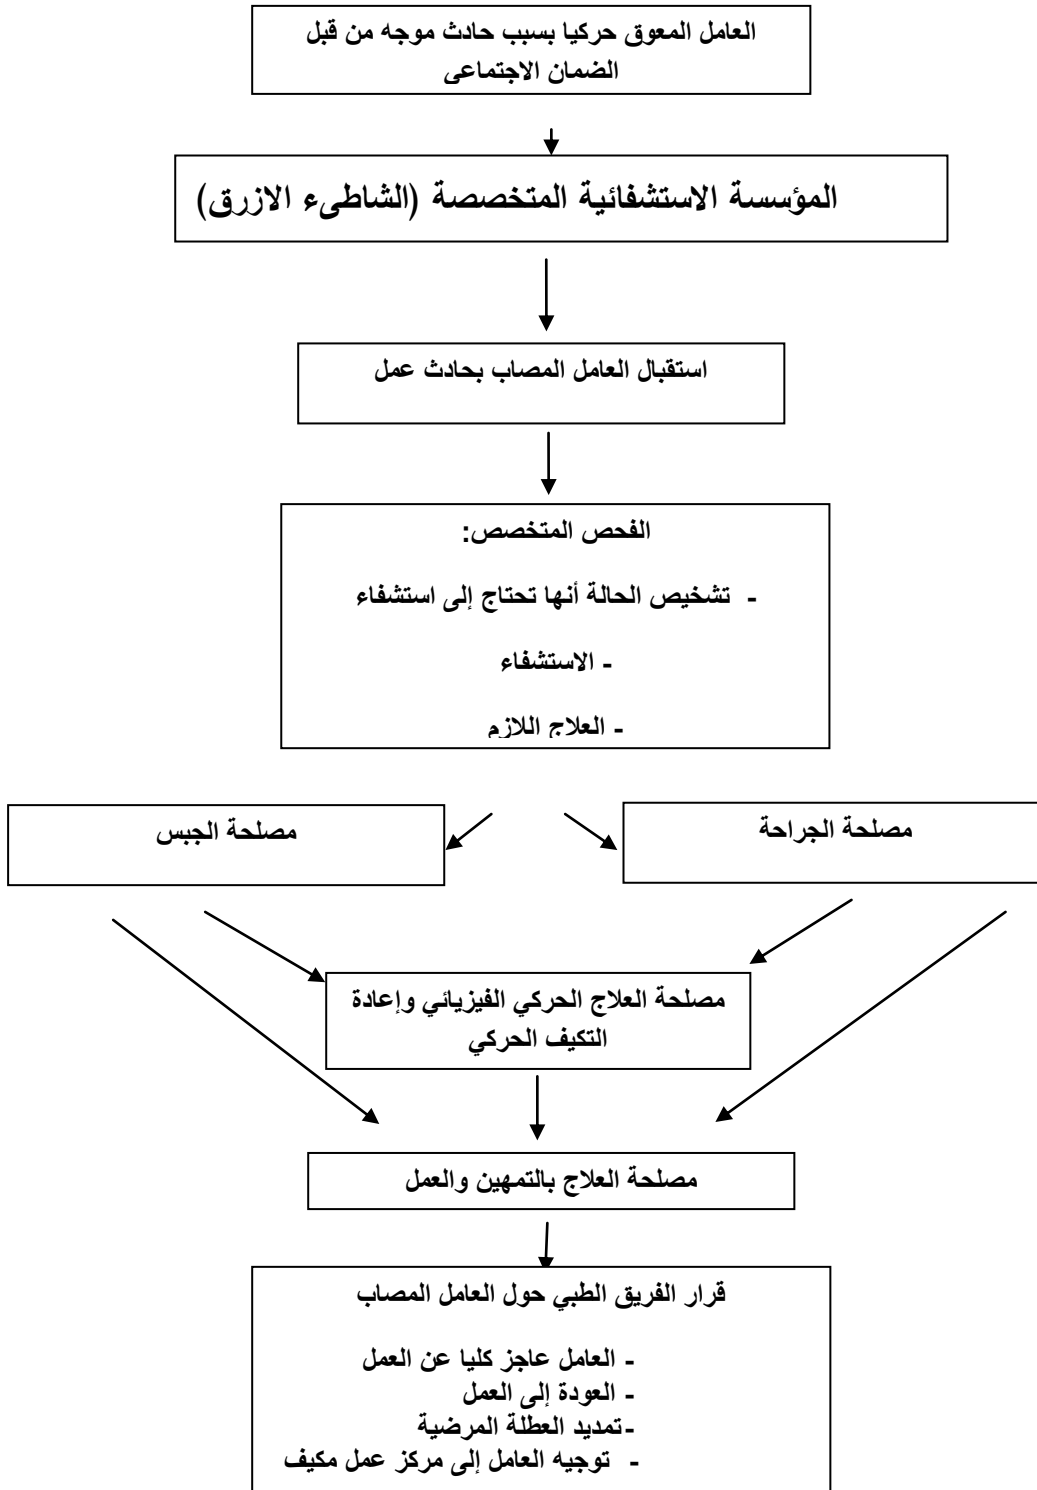 العامل المعوق حركيا بسبب حادث موجه من قبل
الضمان الاجتماعي
المؤسسة الاستشفائية المتخصصة (الشاطىء الازرق)
استقبال العامل المصاب بحادث عمل
الفحص المتخصص:
- تشخيص الحالة أنها تحتاج إلى استشفاء
- الاستشفاء
- العلاج اللازم
مصلحة الجراحة
مصلحة الجبس
مصلحة العلاج الحركي الفيزيائي وإعادة
التكيف الحركي
مصلحة العلاج بالتمهين والعمل
قرار الفريق الطبي حول العامل المصاب
- العامل عاجز كليا عن العمل
- العودة إلى العمل
-تمديد العطلة المرضية
- توجيه العامل إلى مركز عمل مكيف